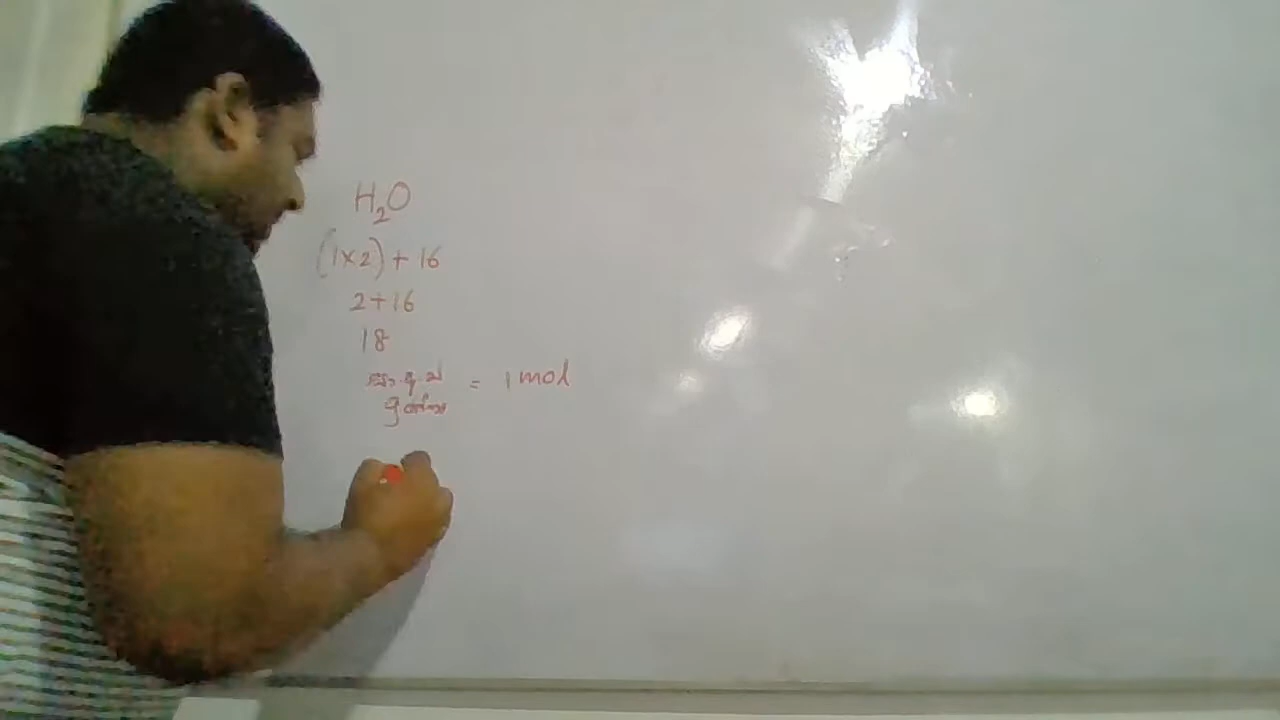 H₂O
(1×2) + 16
2+16
18
= 1 mol